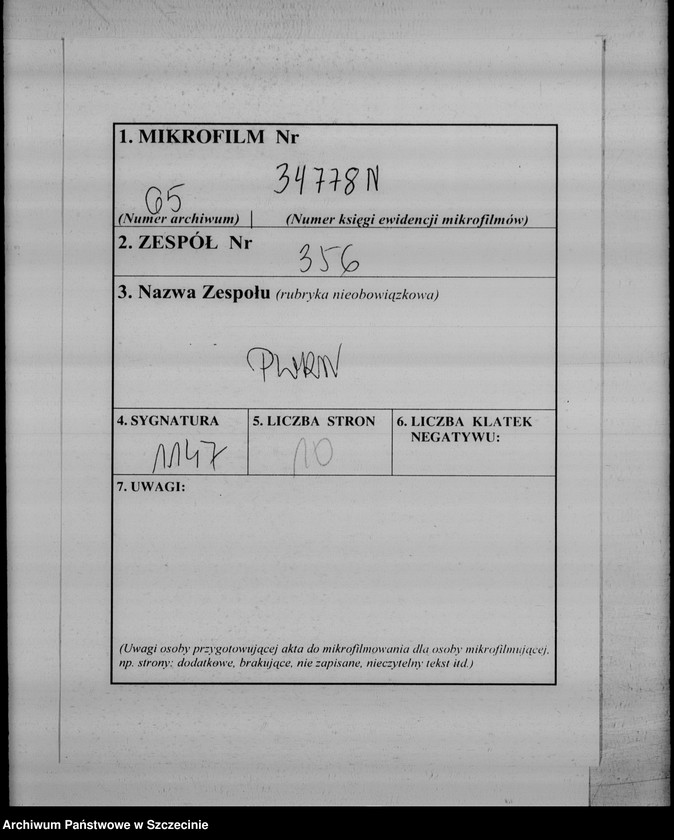 1. MIKROFILM Nr
65 34778N
(Numer archiwum) | (Numer księgi ewidencji mikrofilmów)
2. ZESPÓŁ Nr
356
3. Nazwa Zespołu (rubryka nieobowiązkowa)
PWRN
4. SYGNATURA 5. LICZBA STRON 6. LICZBA KLATEK
NEGATYWU:
1147 10
7. UWAGI:
(Uwagi osoby przygotowującej akta do mikrofilmowania dla osoby mikrofilmującej,
np. strony: dodatkowe, brakujące, nie zapisane, nieczytelny tekst itd.)
Archiwum Państwowe w Szczecinie